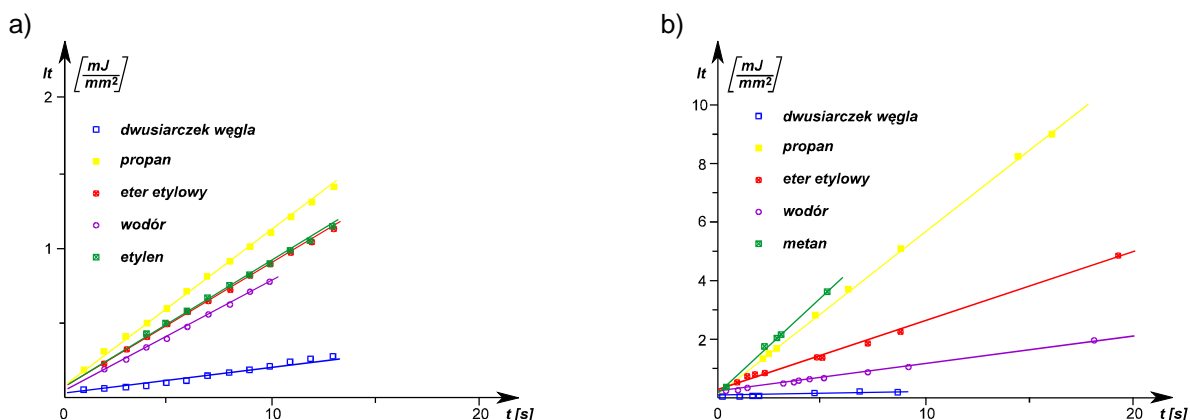 a)
It [mJ/mm²]
2
dwusiarczek węgla
propan
eter etylowy
wodór
etylen
1
0 10 20
t [s]
b)
It [mJ/mm²]
10
dwusiarczek węgla
8
propan
eter etylowy
6
wodór
metan
4
2
0 10 20
t [s]